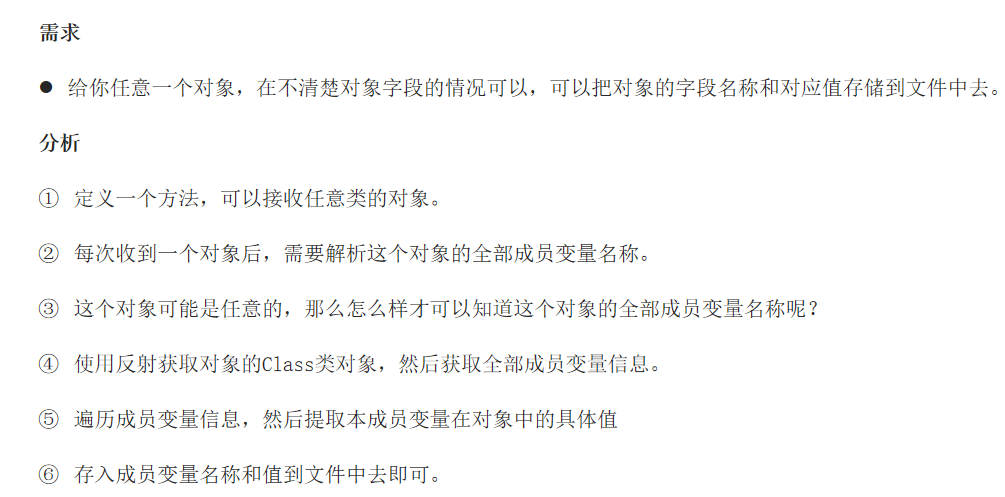 需求
● 给你任意一个对象，在不清楚对象字段的情况可以，可以把对象的字段名称和对应值存储到文件中去。
分析
① 定义一个方法，可以接收任意类的对象。
② 每次收到一个对象后，需要解析这个对象的全部成员变量名称。
③ 这个对象可能是任意的，那么怎么样才可以知道这个对象的全部成员变量名称呢？
④ 使用反射获取对象的Class类对象，然后获取全部成员变量信息。
⑤ 遍历成员变量信息，然后提取本成员变量在对象中的具体值
⑥ 存入成员变量名称和值到文件中去即可。